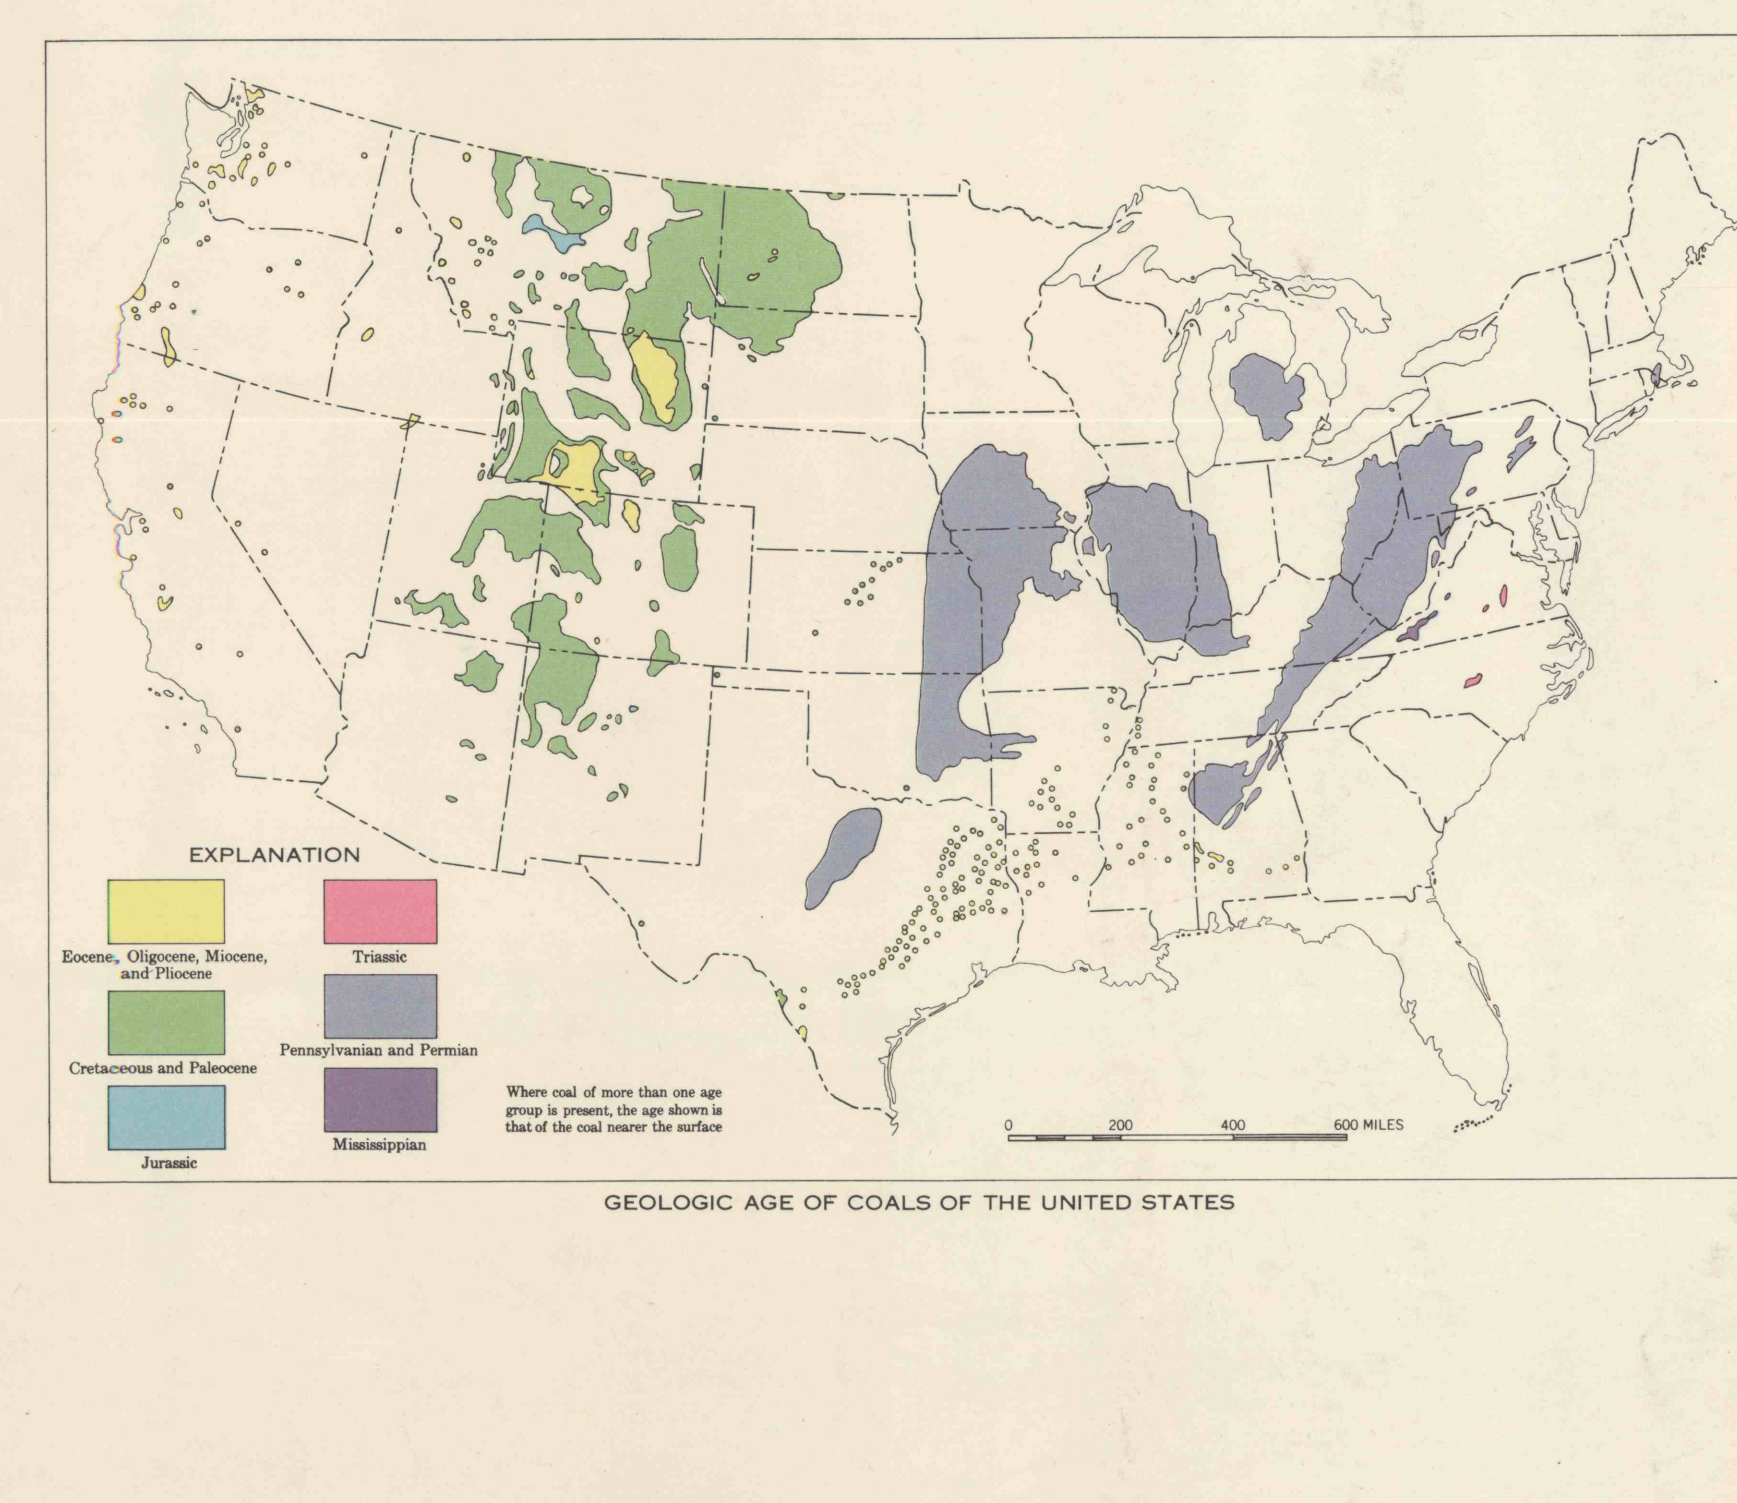 EXPLANATION
Eocene, Oligocene, Miocene,
and Pliocene
Cretaceous and Paleocene
Jurassic
Triassic
Pennsylvanian and Permian
Mississippian
Where coal of more than one age
group is present, the age shown is
that of the coal nearer the surface
0 200 400 600 MILES
GEOLOGIC AGE OF COALS OF THE UNITED STATES